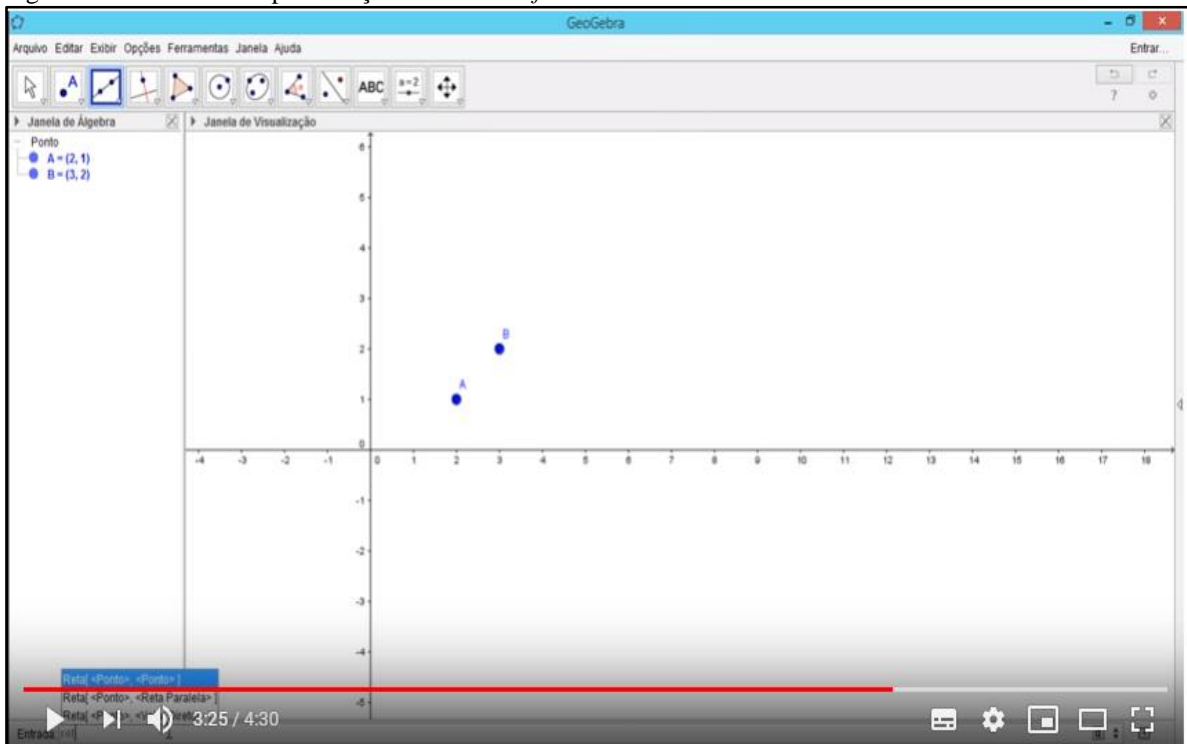 GeoGebra
Arquivo Editar Exibir Opções Ferramentas Janela Ajuda
Entrar...
A
ABC
a=2
?
Janela de Álgebra
Janela de Visualização
Ponto
A = (2, 1)
B = (3, 2)
6
5
4
3
2
1
0
B
A
-4 -3 -2 -1 0 1 2 3 4 5 6 7 8 9 10 11 12 13 14 15 16 17 18
-1
-2
-3
-4
-5
Reta[ <Ponto>, <Ponto> ]
Reta[ <Ponto>, <Reta Paralela> ]
Reta[
3:25 / 4:30
Entrada: